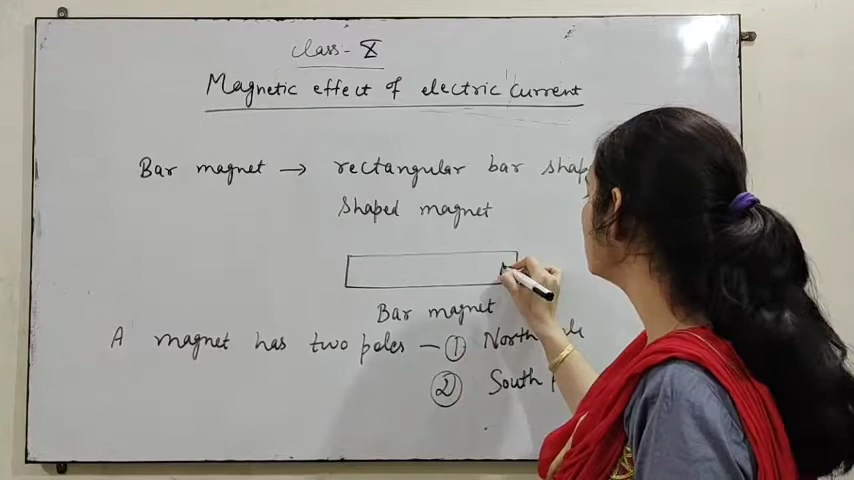 Class - X
Magnetic effect of electric current
Bar magnet → rectangular bar
shaped magnet
Bar magnet
A magnet has two poles — ① North
② South